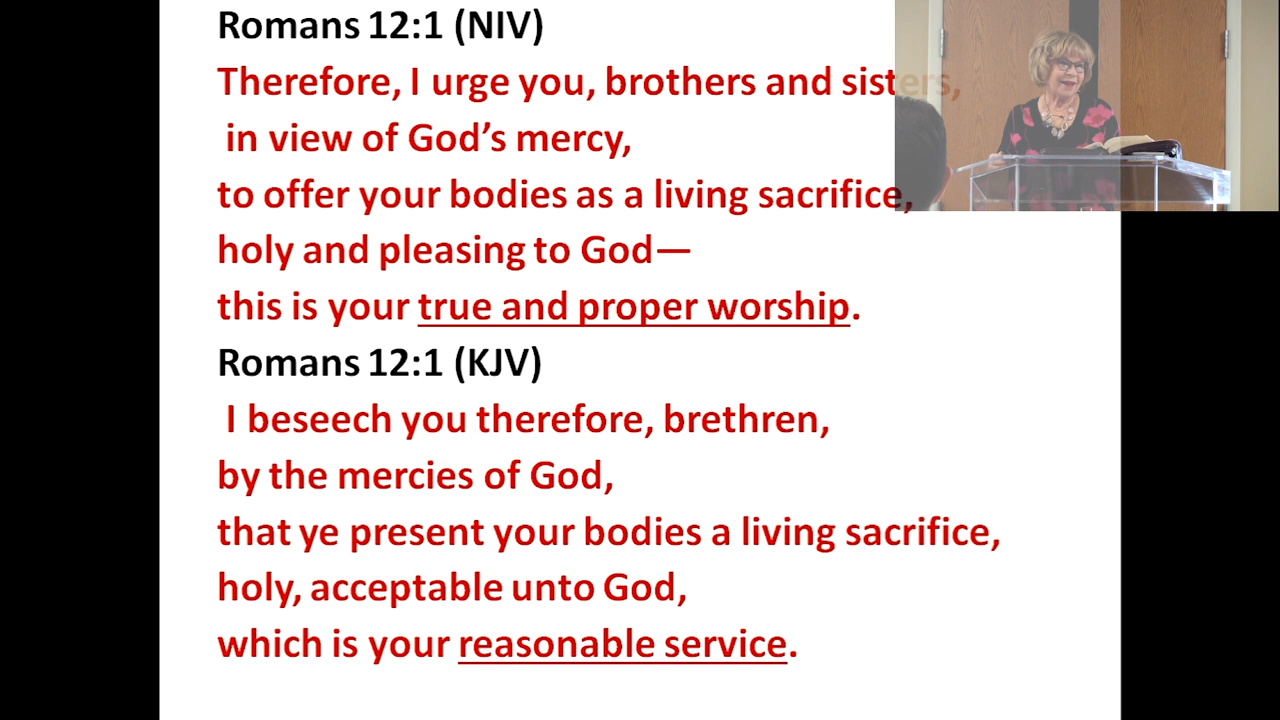 Romans 12:1 (NIV)
Therefore, I urge you, brothers and sisters,
in view of God’s mercy,
to offer your bodies as a living sacrifice,
holy and pleasing to God—
this is your true and proper worship.
Romans 12:1 (KJV)
I beseech you therefore, brethren,
by the mercies of God,
that ye present your bodies a living sacrifice,
holy, acceptable unto God,
which is your reasonable service.